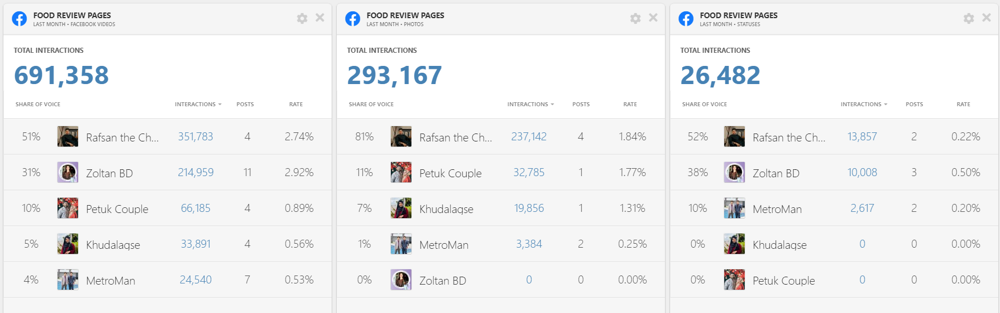 FOOD REVIEW PAGES
LAST MONTH • FACEBOOK VIDEOS
TOTAL INTERACTIONS
691,358
SHARE OF VOICE INTERACTIONS POSTS RATE
51% Rafsan the Ch... 351,783 4 2.74%
31% Zoltan BD 214,959 11 2.92%
10% Petuk Couple 66,185 4 0.89%
5% Khudalagse 33,891 4 0.56%
4% MetroMan 24,540 7 0.53%
FOOD REVIEW PAGES
LAST MONTH • PHOTOS
TOTAL INTERACTIONS
293,167
SHARE OF VOICE INTERACTIONS POSTS RATE
81% Rafsan the Ch... 237,142 4 1.84%
11% Petuk Couple 32,785 1 1.77%
7% Khudalagse 19,856 1 1.31%
1% MetroMan 3,384 2 0.25%
0% Zoltan BD 0 0 0.00%
FOOD REVIEW PAGES
LAST MONTH • STATUSES
TOTAL INTERACTIONS
26,482
SHARE OF VOICE INTERACTIONS POSTS RATE
52% Rafsan the Ch... 13,857 2 0.22%
38% Zoltan BD 10,008 3 0.50%
10% MetroMan 2,617 2 0.20%
0% Khudalagse 0 0 0.00%
0% Petuk Couple 0 0 0.00%